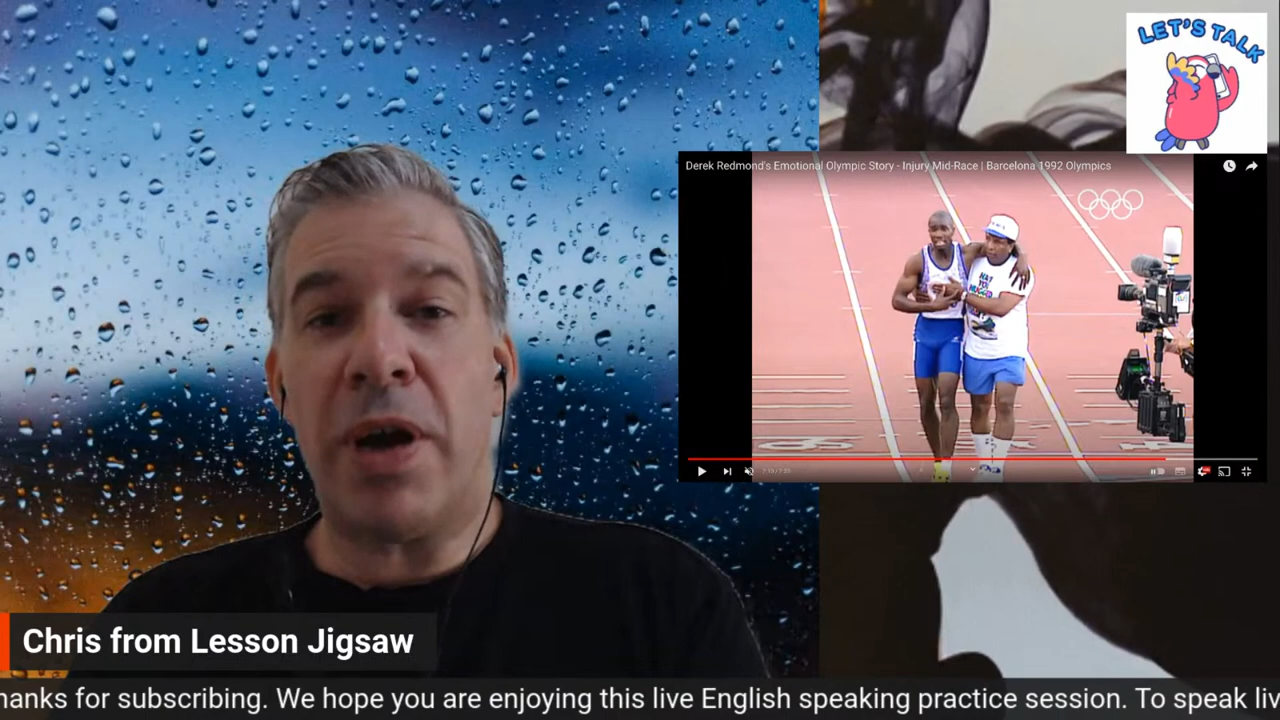 LET'S TALK
Derek Redmond's Emotional Olympic Story - Injury Mid-Race | Barcelona 1992 Olympics
Chris from Lesson Jigsaw
hanks for subscribing. We hope you are enjoying this live English speaking practice session. To speak liv